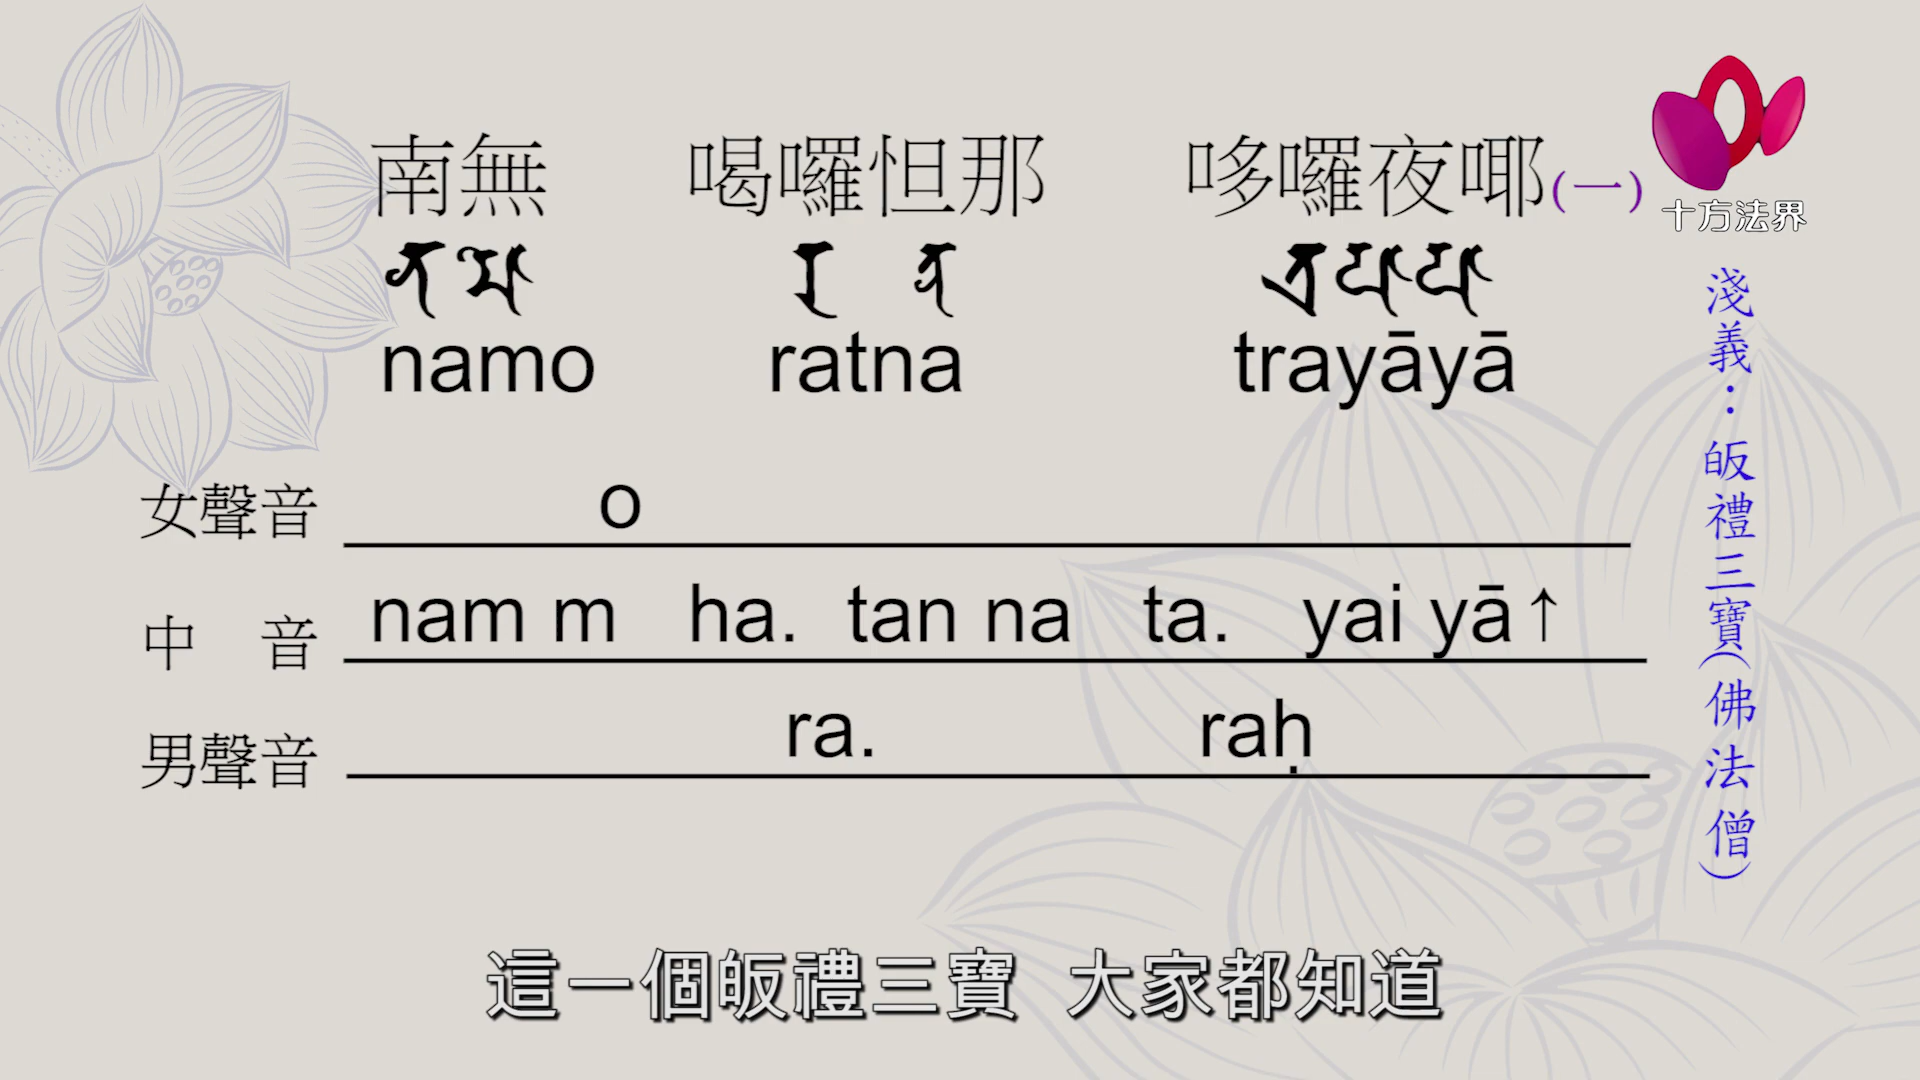 南無 喝囉怛那 哆囉夜㖿(一)
namo ratna trayāyā
女聲音 o
中 音 nam m ha. tan na ta. yai yā↑
男聲音 ra. raḥ
十方法界
淺義：皈禮三寶(佛法僧)
這一個皈禮三寶 大家都知道